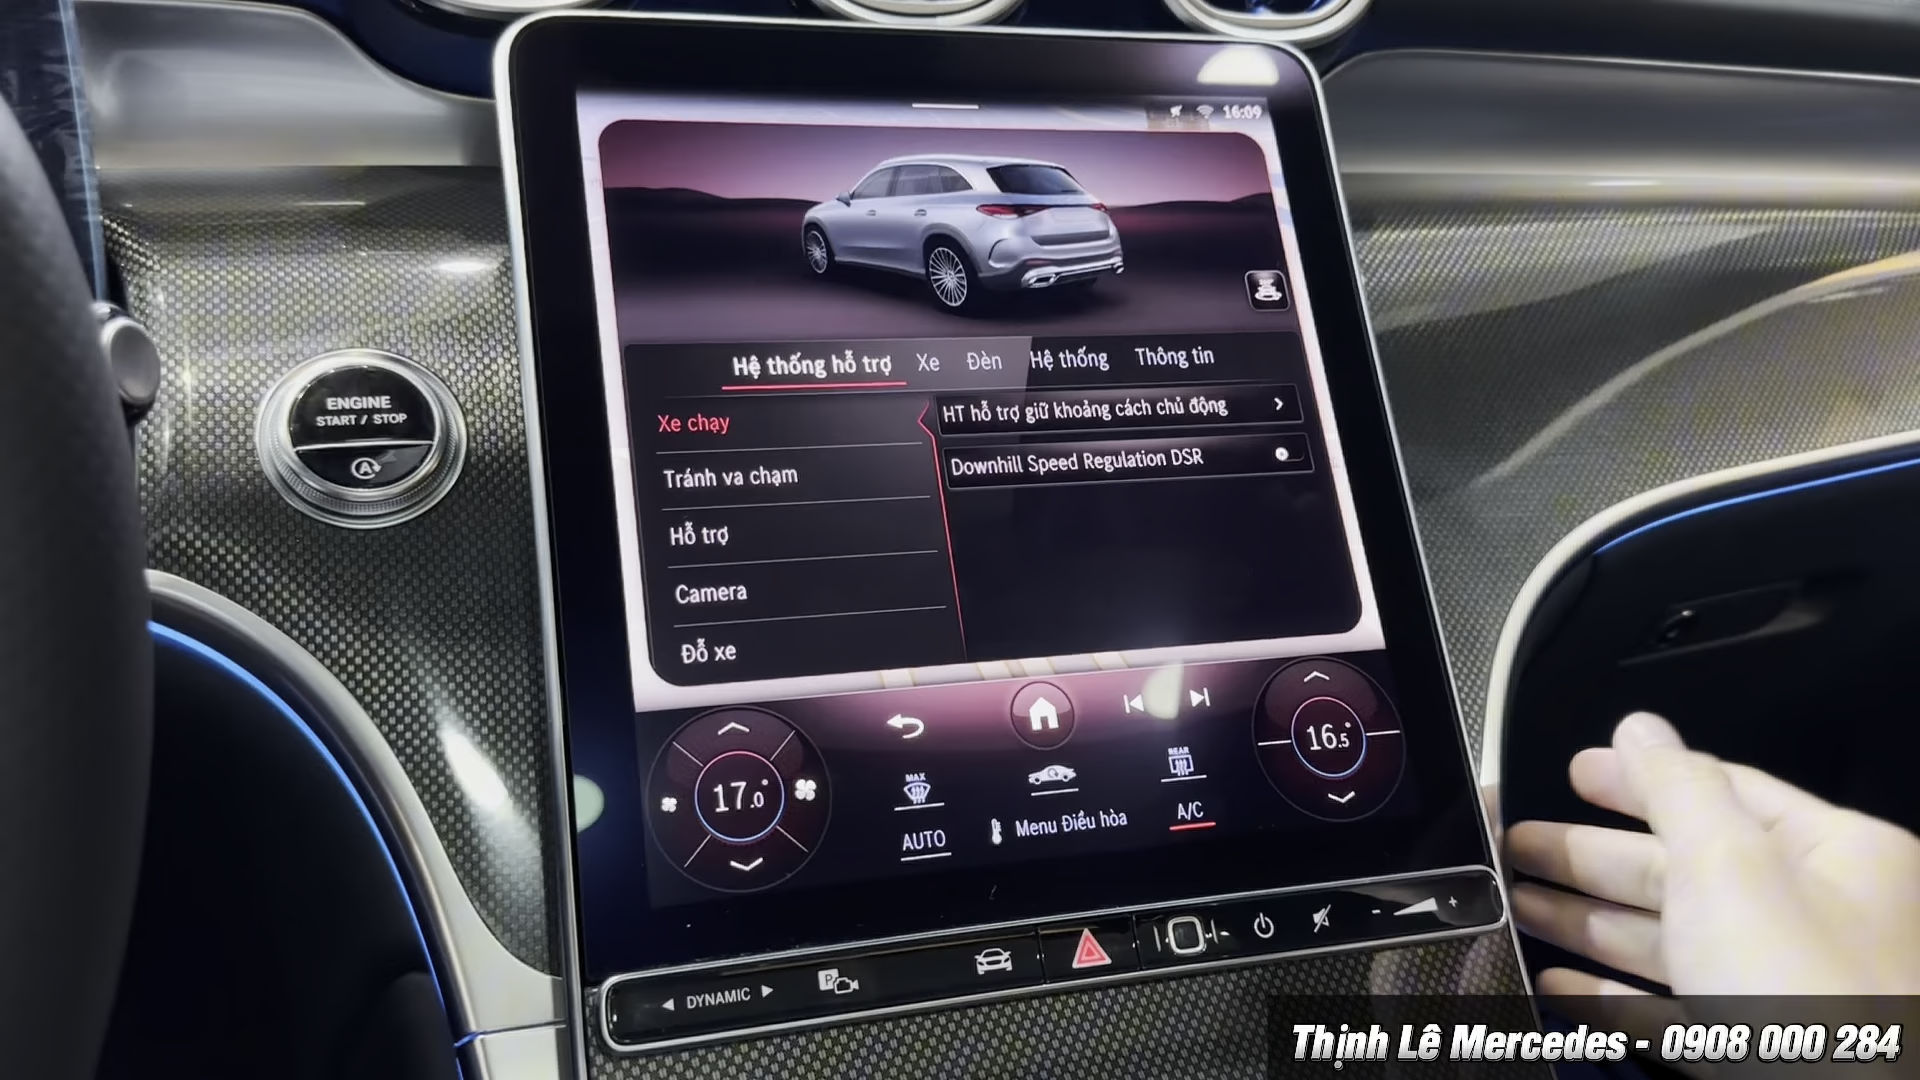 16:09
Hệ thống hỗ trợ Xe Đèn Hệ thống Thông tin
Xe chạy
Tránh va chạm
Hỗ trợ
Camera
Đỗ xe
HT hỗ trợ giữ khoảng cách chủ động
Downhill Speed Regulation DSR
ENGINE
START / STOP
A
17.0°
MAX
AUTO
Menu Điều hòa
REAR
A/C
16.5°
DYNAMIC
P
Thịnh Lê Mercedes - 0908 000 284